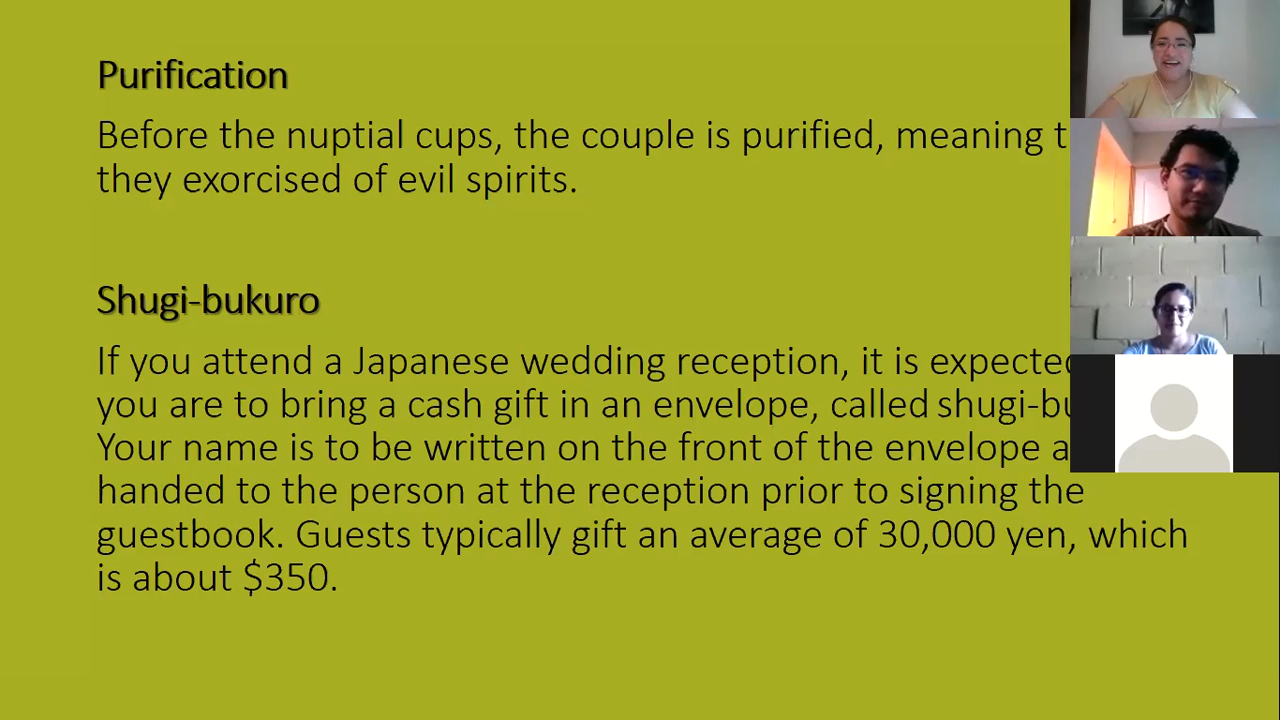 Purification
Before the nuptial cups, the couple is purified, meaning
they exorcised of evil spirits.
Shugi-bukuro
If you attend a Japanese wedding reception, it is
you are to bring a cash gift in an envelope, called
Your name is to be written on the front of the envelope
handed to the person at the reception prior to signing the
guestbook. Guests typically gift an average of 30,000 yen, which
is about $350.